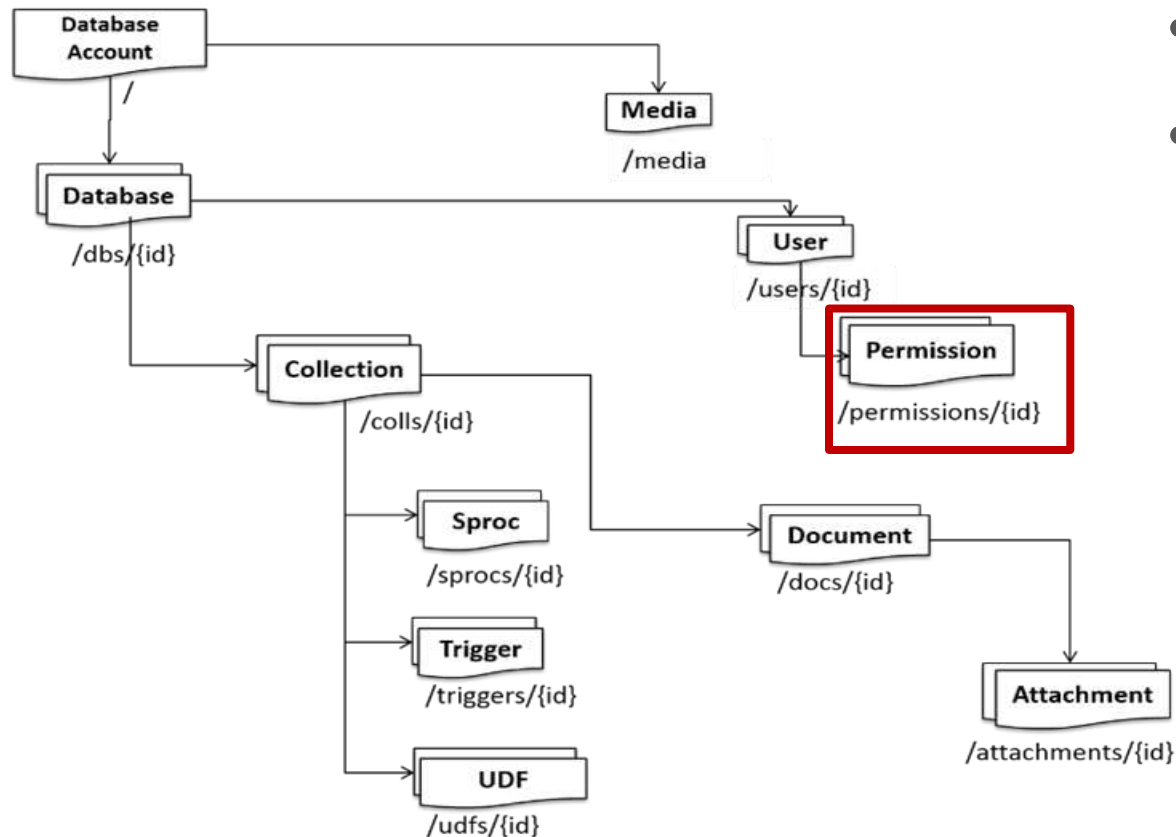 Database
Account
/
Media
/media
Database
/dbs/{id}
User
/users/{id}
Permission
/permissions/{id}
Collection
/colls/{id}
Sproc
/sprocs/{id}
Document
/docs/{id}
Trigger
/triggers/{id}
Attachment
/attachments/{id}
UDF
/udfs/{id}